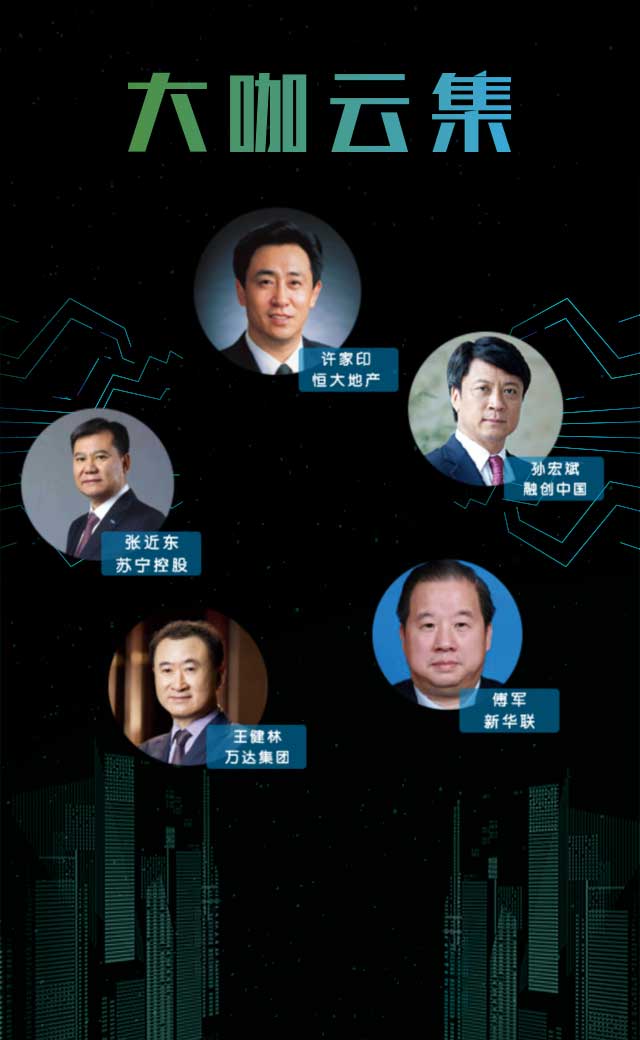 大咖云集
许家印
恒大地产
孙宏斌
融创中国
张近东
苏宁控股
傅军
新华联
王健林
万达集团